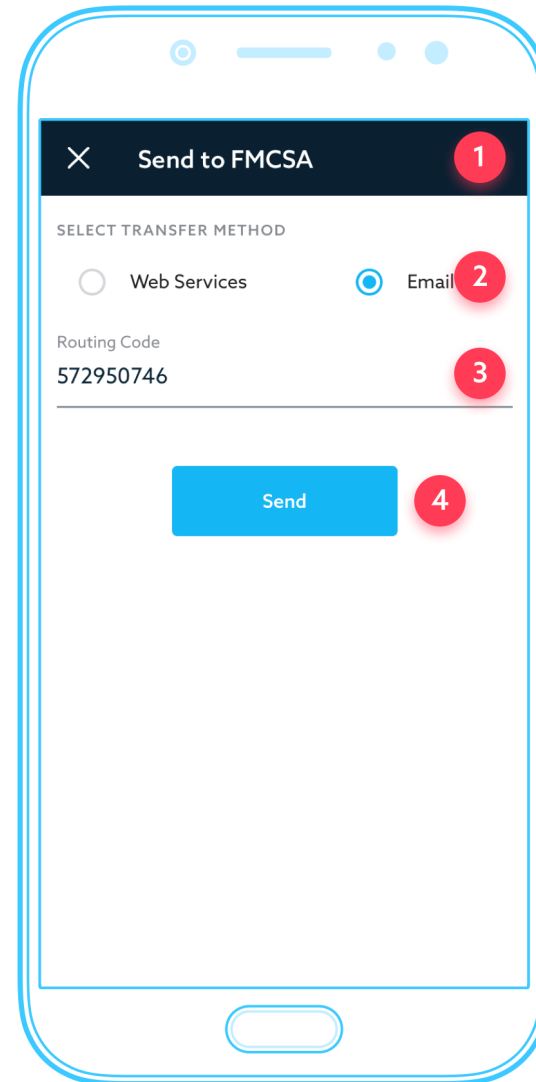 Send to FMCSA 1
SELECT TRANSFER METHOD
Web Services Email 2
Routing Code
572950746 3
Send 4